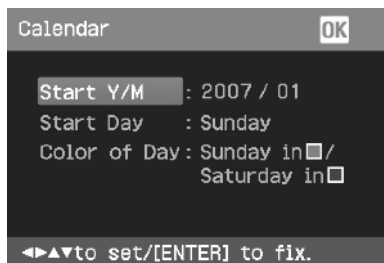 Calendar OK
Start Y/M : 2007 / 01
Start Day : Sunday
Color of Day : Sunday in■/
Saturday in□
◄►▲▼to set/[ENTER] to fix.